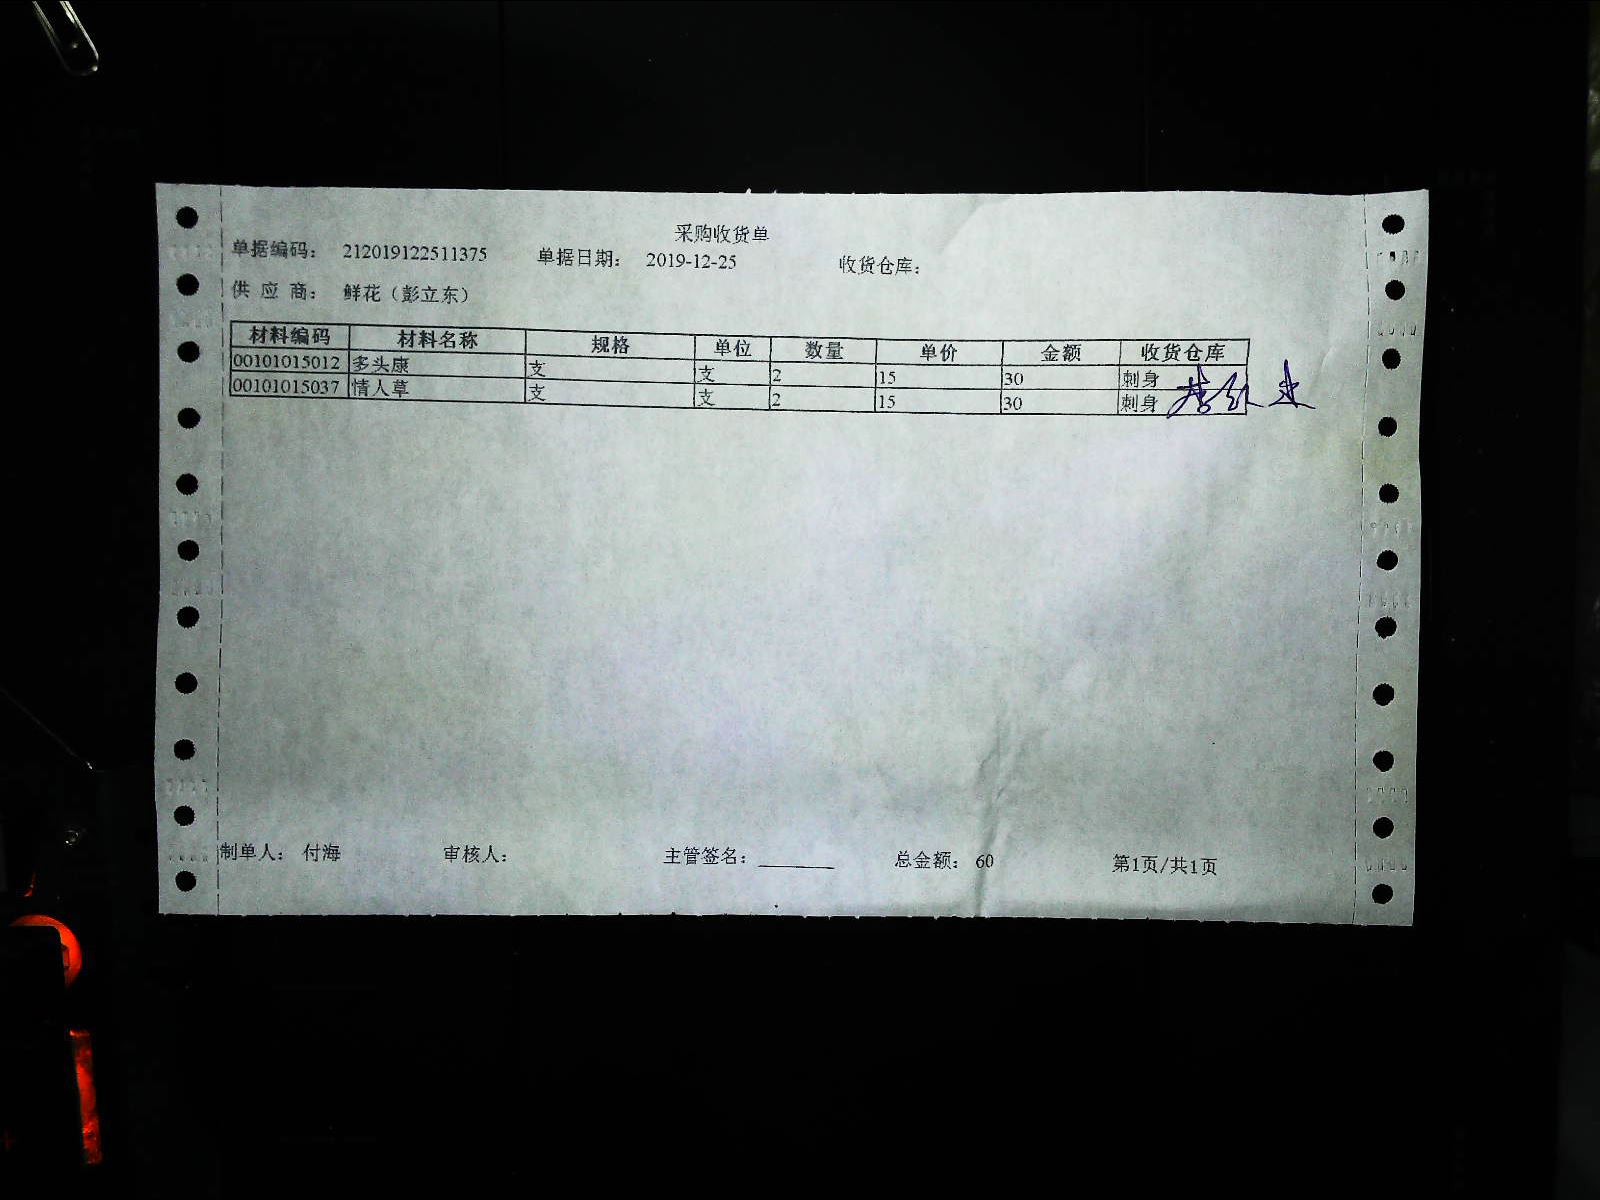 采购收货单
单据编码： 212019122511375 单据日期： 2019-12-25 收货仓库：
供 应 商： 鲜花（彭立东）
材料编码 材料名称 规格 单位 数量 单价 金额 收货仓库
00101015012 多头康 支 支 2 15 30 刺身
00101015037 情人草 支 支 2 15 30 刺身
制单人： 付海 审核人： 主管签名： 总金额： 60 第1页/共1页